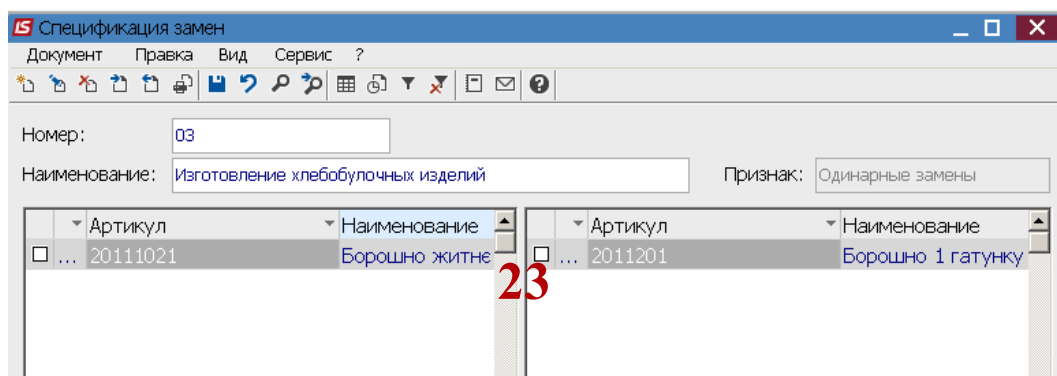 IS Спецификация замен
Документ Правка Вид Сервис ?
Номер: 03
Наименование: Изготовление хлебобулочных изделий Признак: Одинарные замены
Артикул Наименование Артикул Наименование
... 20111021 Борошно житнє ... 2011201 Борошно 1 гатунку
23